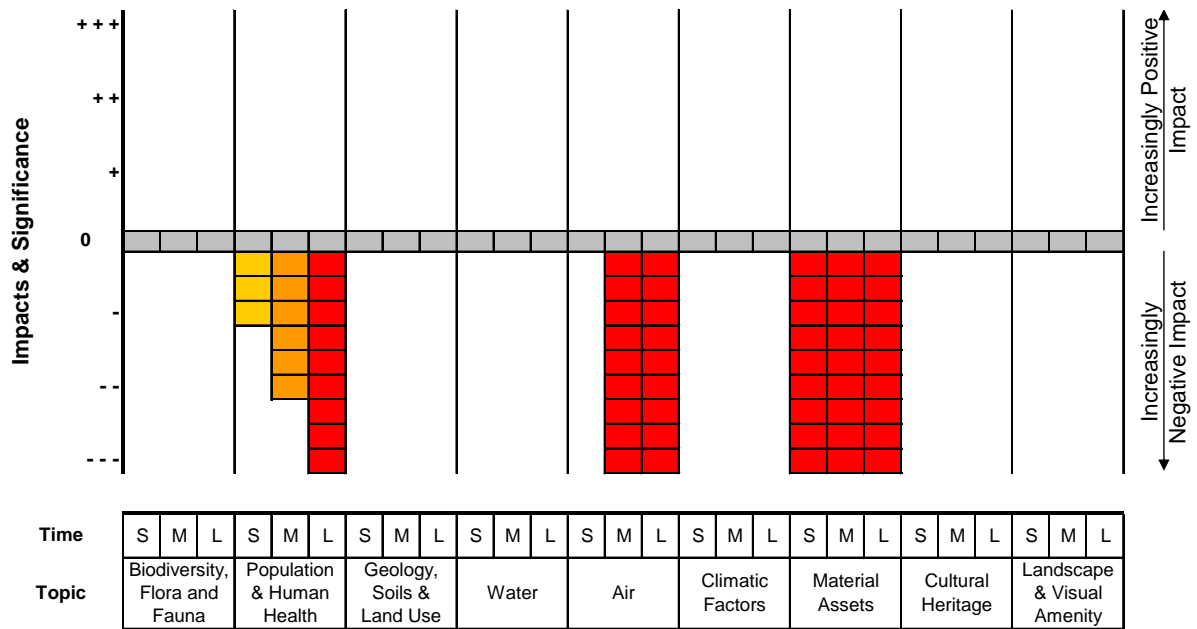 + + +
+ +
+
0
-
- -
- - -
Impacts & Significance
Increasingly Positive
Impact
Increasingly
Negative Impact
Time S M L S M L S M L S M L S M L S M L S M L S M L S M L
Topic
Biodiversity,
Flora and
Fauna
Population
& Human
Health
Geology,
Soils &
Land Use
Water
Air
Climatic
Factors
Material
Assets
Cultural
Heritage
Landscape
& Visual
Amenity